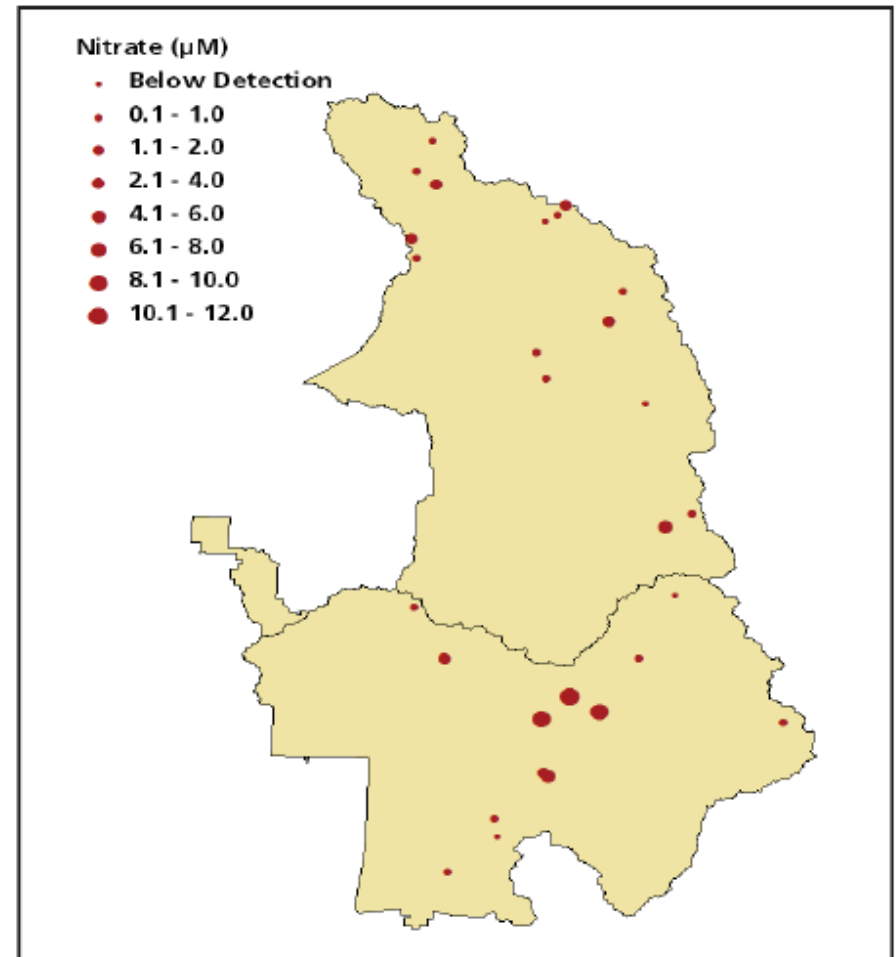 Nitrate (µM)
Below Detection
0.1 - 1.0
1.1 - 2.0
2.1 - 4.0
4.1 - 6.0
6.1 - 8.0
8.1 - 10.0
10.1 - 12.0